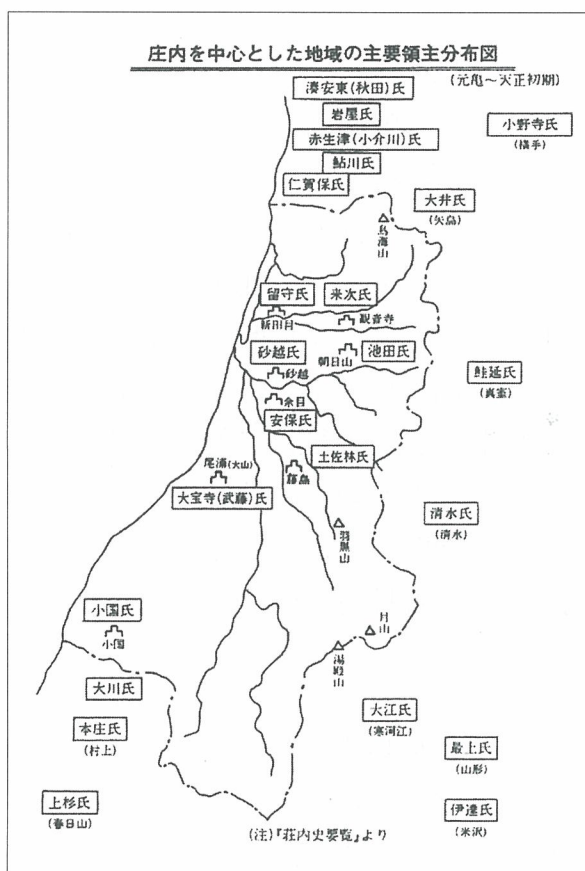 庄内を中心とした地域の主要領主分布図
(元亀〜天正初期)
湊安東(秋田)氏
岩屋氏
赤生津(小介川)氏
鮎川氏
仁賀保氏
小野寺氏
(横手)
大井氏
(矢島)
鳥海山
留守氏
新田目
来次氏
観音寺
砂越氏
砂越
池田氏
朝日山
鮭延氏
(真室)
余目
安保氏
土佐林氏
藤島
尾浦(大山)
大宝寺(武藤)氏
清水氏
(清水)
羽黒山
小国氏
小国
月山
湯殿山
大川氏
大江氏
(寒河江)
本庄氏
(村上)
最上氏
(山形)
上杉氏
(春日山)
伊達氏
(米沢)
(注)『荘内史要覧』より